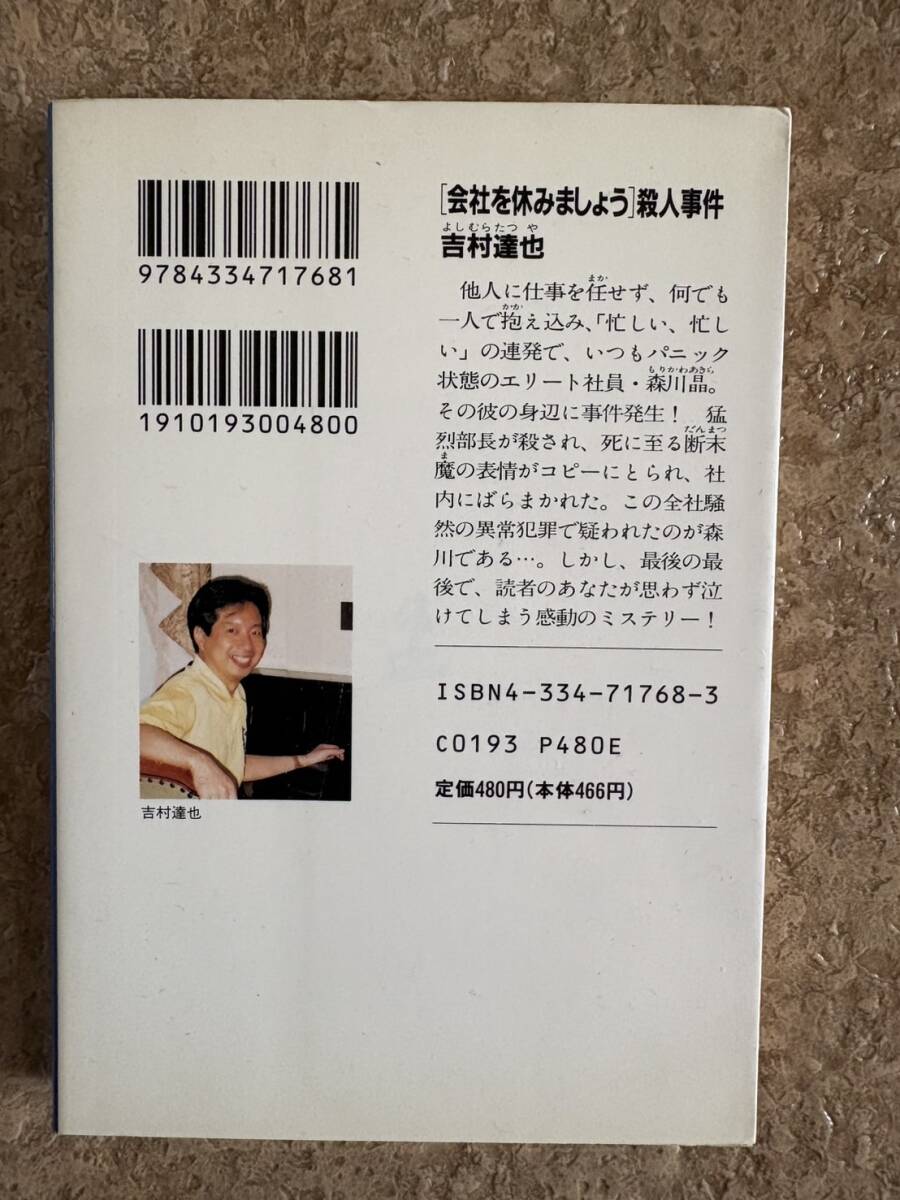 9784334717681
1910193004800
[会社を休みましょう]殺人事件
よしむらたつや
吉村達也
まか
他人に仕事を任せず、何でも
かか
一人で抱え込み、「忙しい、忙し
い」の連発で、いつもパニック
もりかわあきら
状態のエリート社員・森川晶。
その彼の身辺に事件発生! 猛
だんまつ
烈部長が殺され、死に至る断末
ま
魔の表情がコピーにとられ、社
内にばらまかれた。この全社騒
然の異常犯罪で疑われたのが森
川である…。しかし、最後の最
後で、読者のあなたが思わず泣
けてしまう感動のミステリー!
ISBN4-334-71768-3
C0193 P480E
定価480円(本体466円)
吉村達也